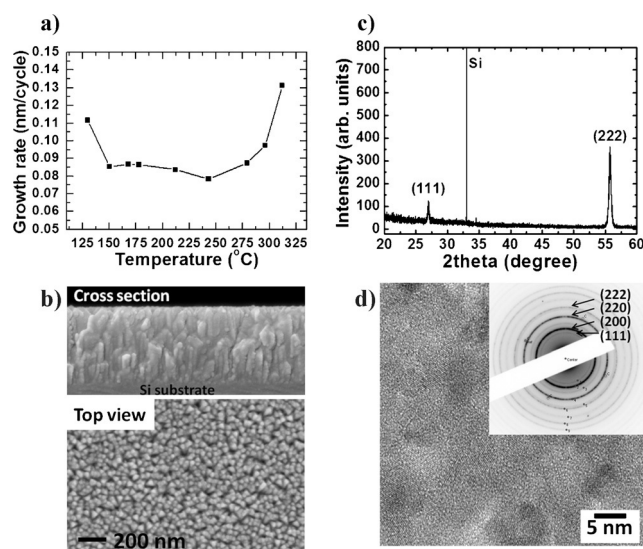 a)
Growth rate (nm/cycle)
0.15
0.14
0.13
0.12
0.11
0.10
0.09
0.08
0.07
0.06
0.05
125 150 175 200 225 250 275 300 325
Temperature (°C)
b)
Cross section
Si substrate
Top view
200 nm
c)
Intensity (arb. units)
800
700
600
500
400
300
200
100
0
Si
(111)
(222)
20 25 30 35 40 45 50 55 60
2theta (degree)
d)
(222)
(220)
(200)
(111)
5 nm